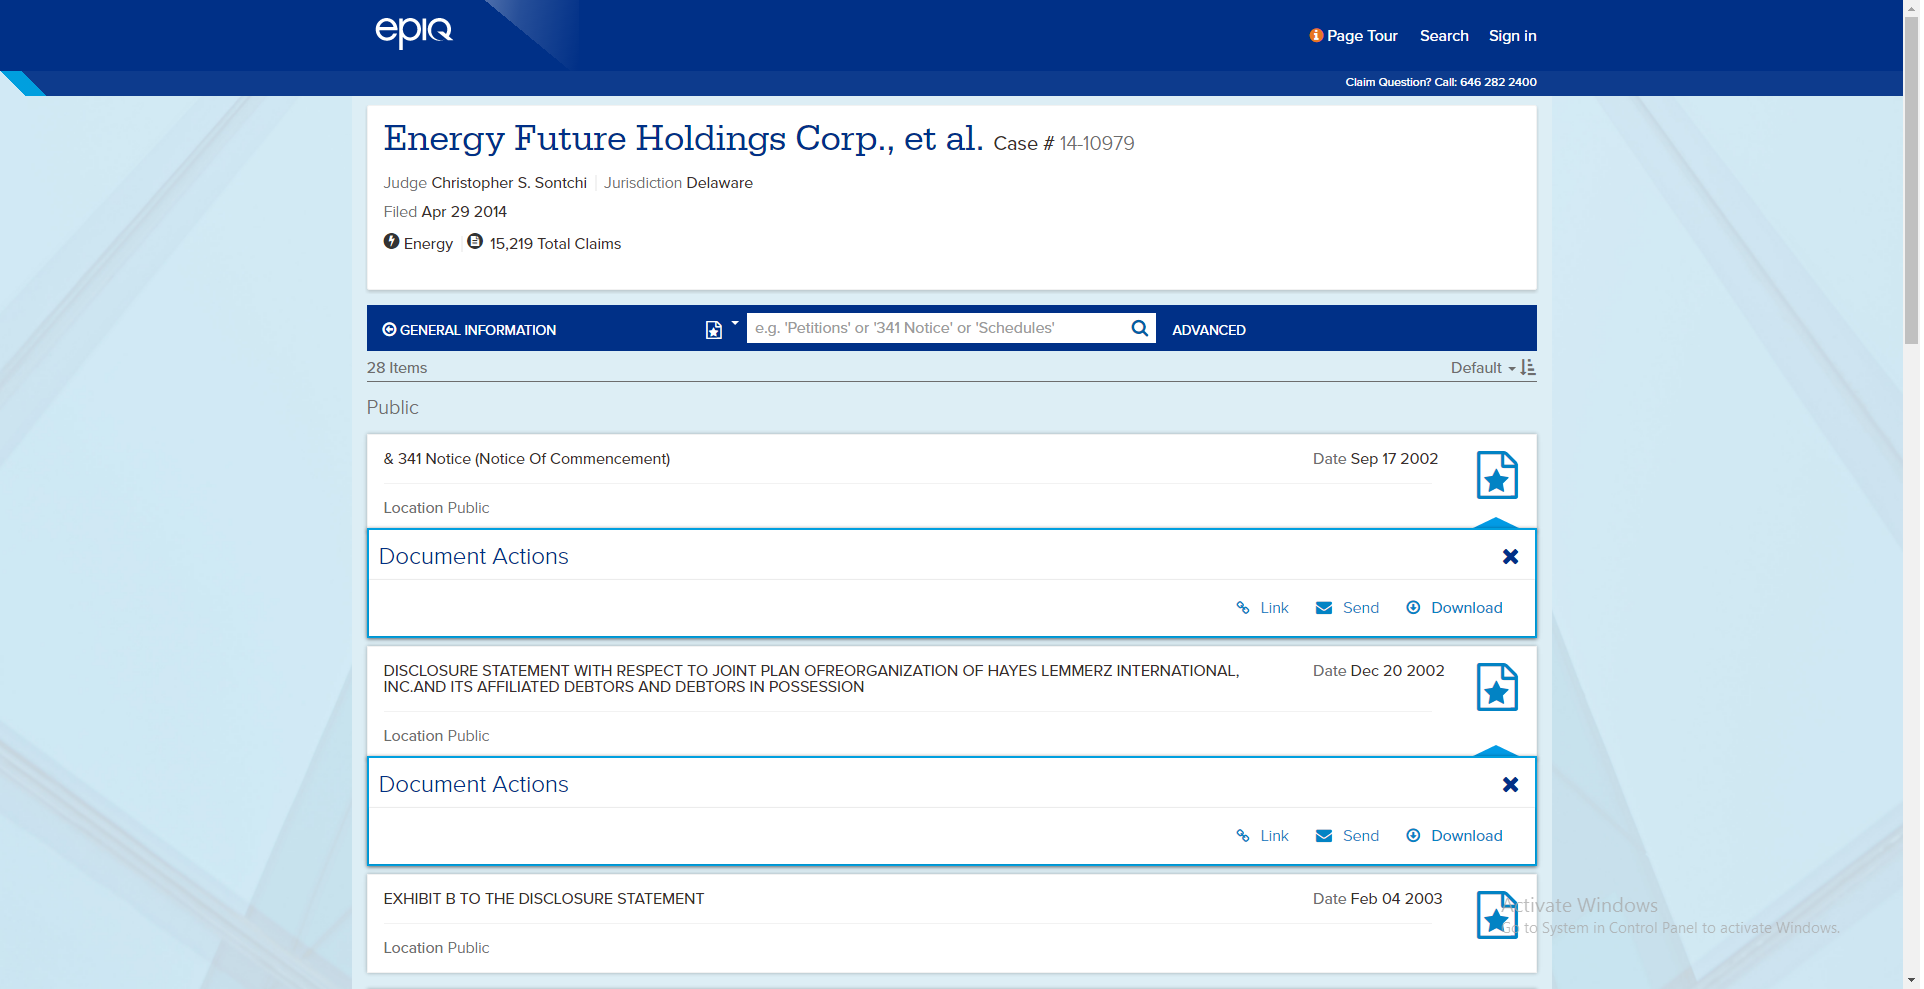 epiq
Page Tour Search Sign in
Claim Question? Call: 646 282 2400
Energy Future Holdings Corp., et al. Case # 14-10979
Judge Christopher S. Sontchi Jurisdiction Delaware
Filed Apr 29 2014
Energy 15,219 Total Claims
GENERAL INFORMATION e.g. 'Petitions' or '341 Notice' or 'Schedules' ADVANCED
28 Items Default
Public
& 341 Notice (Notice Of Commencement) Date Sep 17 2002
Location Public
Document Actions
Link Send Download
DISCLOSURE STATEMENT WITH RESPECT TO JOINT PLAN OFREORGANIZATION OF HAYES LEMMERZ INTERNATIONAL, Date Dec 20 2002
INC.AND ITS AFFILIATED DEBTORS AND DEBTORS IN POSSESSION
Location Public
Document Actions
Link Send Download
EXHIBIT B TO THE DISCLOSURE STATEMENT Date Feb 04 2003
Location Public
Activate Windows
Go to System in Control Panel to activate Windows.